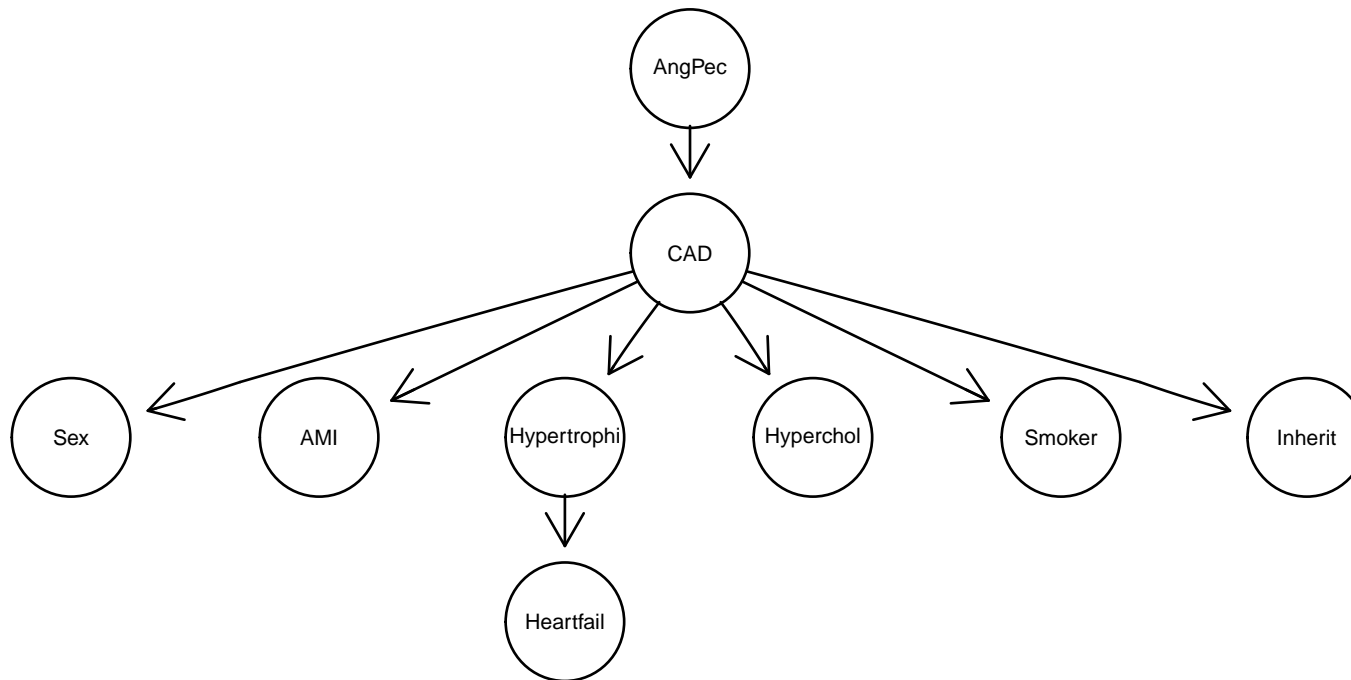 AngPec
CAD
Sex
AMI
Hypertrophi
Hyperchol
Smoker
Inherit
Heartfail